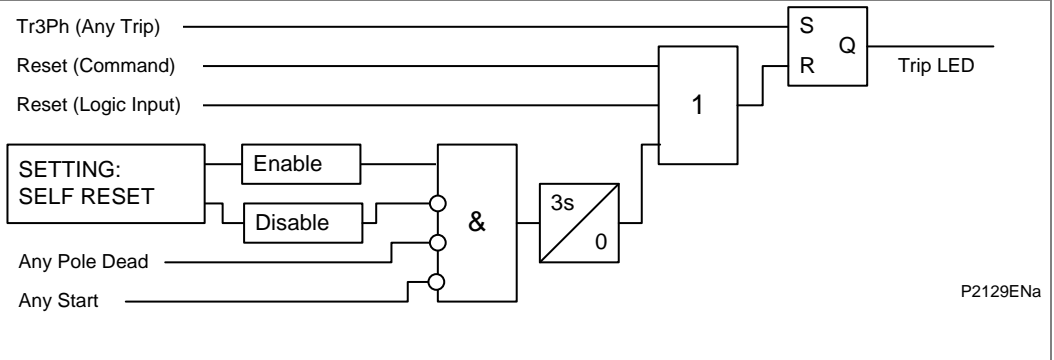 Tr3Ph (Any Trip)
S
Q
Reset (Command)
R
Trip LED
Reset (Logic Input)
1
SETTING:
SELF RESET
Enable
Disable
&
3s
0
Any Pole Dead
Any Start
P2129ENa